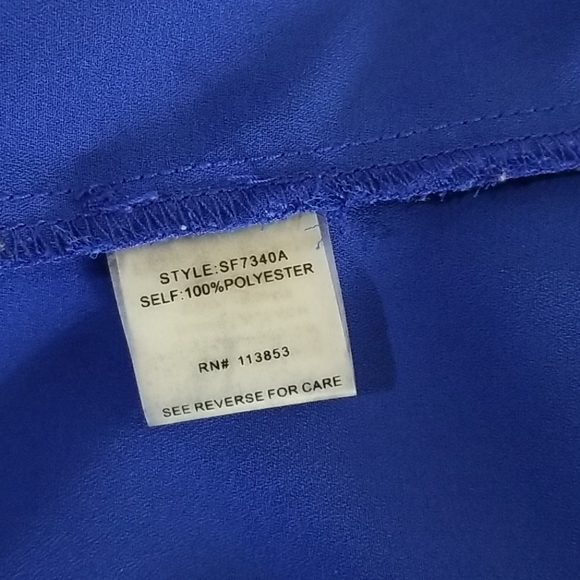 STYLE:SF7340A
SELF:100%POLYESTER
RN# 113853
SEE REVERSE FOR CARE